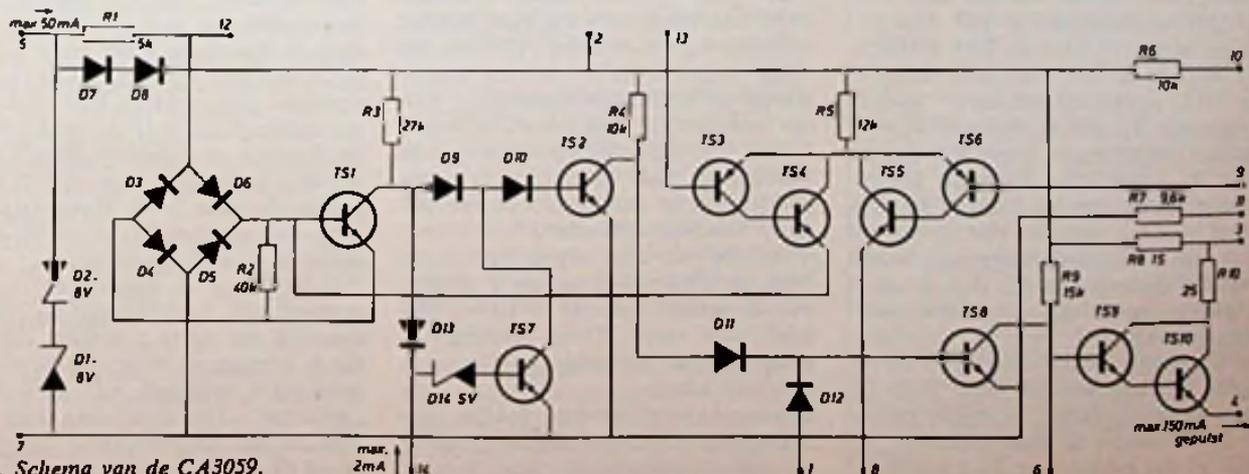 max 50mA R1
5 5k 12
2 13
D7 D8
R6
10k 10
R3
27k
R4
10k
R5
12k
D3 D6
D4 D5
TS1
D9 D10 TS2
TS3 TS4
TS5 TS6
9
R7 9,6k 11
R8 15 3
R2
40k
R9
15k
R10
25
D2-
8V
D1-
8V
D13
D14 5V
TS7
D11
D12
TS8
TS9
TS10
4
max 150mA
gepulst
7
max.
2mA
14 1 8 6
Schema van de CA3059.